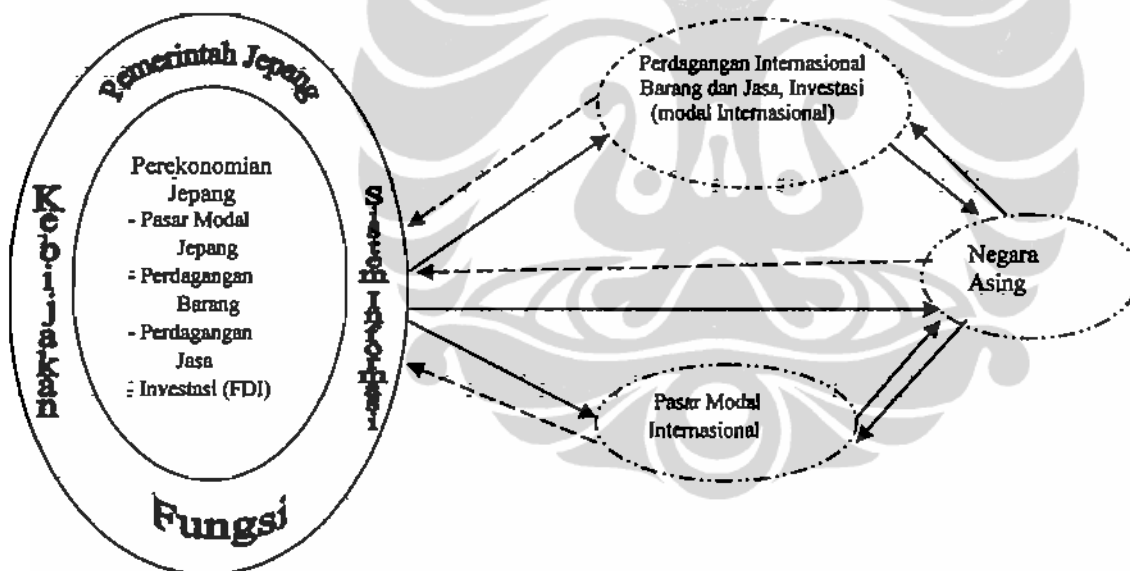 Pemerintah Jepang
Kebijakan
Perekonomian
Jepang
- Pasar Modal
Jepang
- Perdagangan
Barang
- Perdagangan
Jasa
- Investasi (FDI)
Sistem Informasi
Fungsi
Perdagangan Internasional
Barang dan Jasa, Investasi
(modal Internasional)
Negara
Asing
Pasar Modal
Internasional